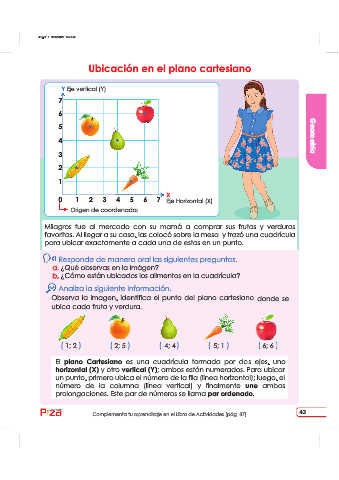 Ubicación en el plano cartesiano
Y Eje vertical (Y)
7
6
5
4
3
2
1
0 1 2 3 4 5 6 7
X
Eje Horizontal (X)
Origen de coordenadas
Geometría
Milagros fue al mercado con su mamá a comprar sus frutas y verduras
favoritas. Al llegar a su casa, las colocó sobre la mesa y trazó una cuadrícula
para ubicar exactamente a cada una de estas en un punto.
Responde de manera oral las siguientes preguntas.
a. ¿Qué observas en la imagen?
b. ¿Cómo están ubicados los alimentos en la cuadrícula?
Analiza la siguiente información.
Observa la imagen, identifica el punto del plano cartesiano donde se
ubica cada fruta y verdura.
( 1; 2 ) ( 2; 5 ) ( 4; 4 ) ( 5; 1 ) ( 6; 6 )
El plano Cartesiano es una cuadrícula formada por dos ejes, uno
horizontal (X) y otro vertical (Y); ambos están numerados. Para ubicar
un punto, primero ubica el número de la fila (línea horizontal); luego, el
número de la columna (línea vertical) y finalmente une ambas
prolongaciones. Este par de números se llama par ordenado.
Complementa tu aprendizaje en el Libro de Actividades (pág. 87)
43